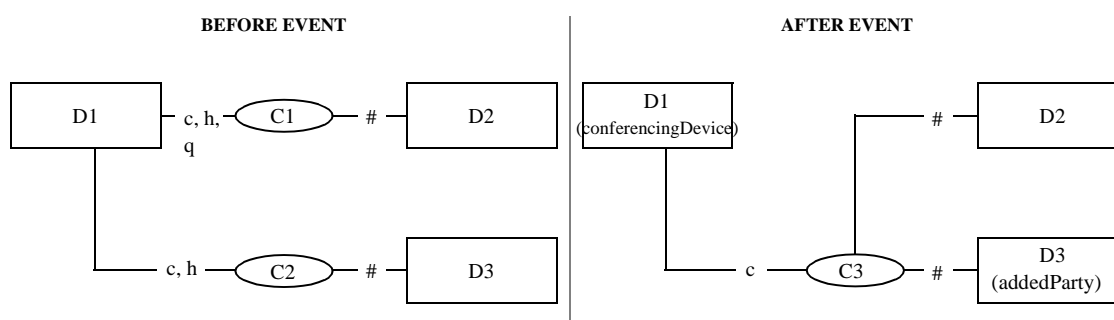 BEFORE EVENT
D1
c, h,
q
C1
#
D2
c, h
C2
#
D3
AFTER EVENT
D1
(conferencingDevice)
#
D2
c
C3
#
D3
(addedParty)